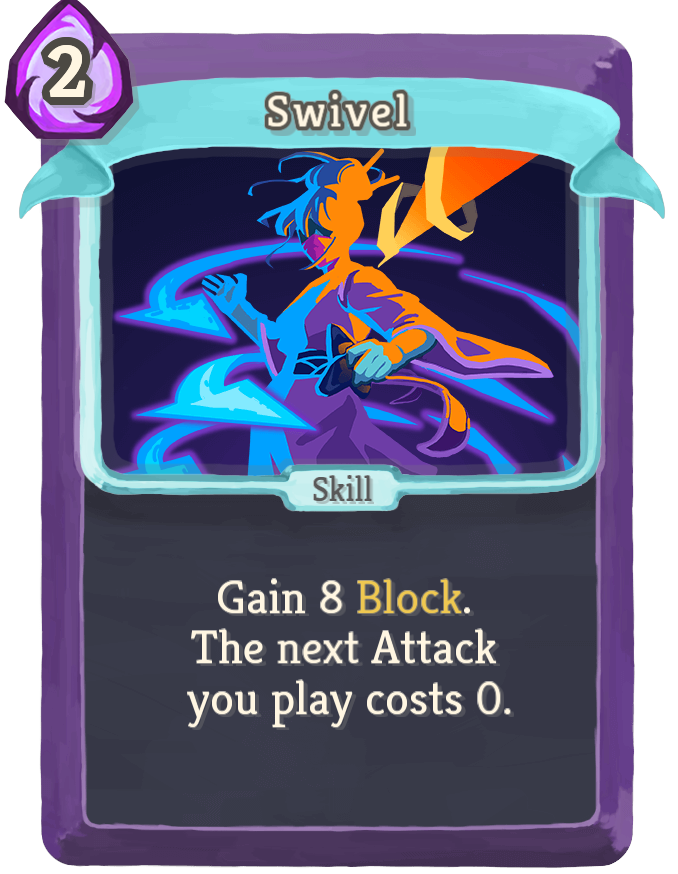 2
Swivel
Skill
Gain 8 Block.
The next Attack
you play costs 0.